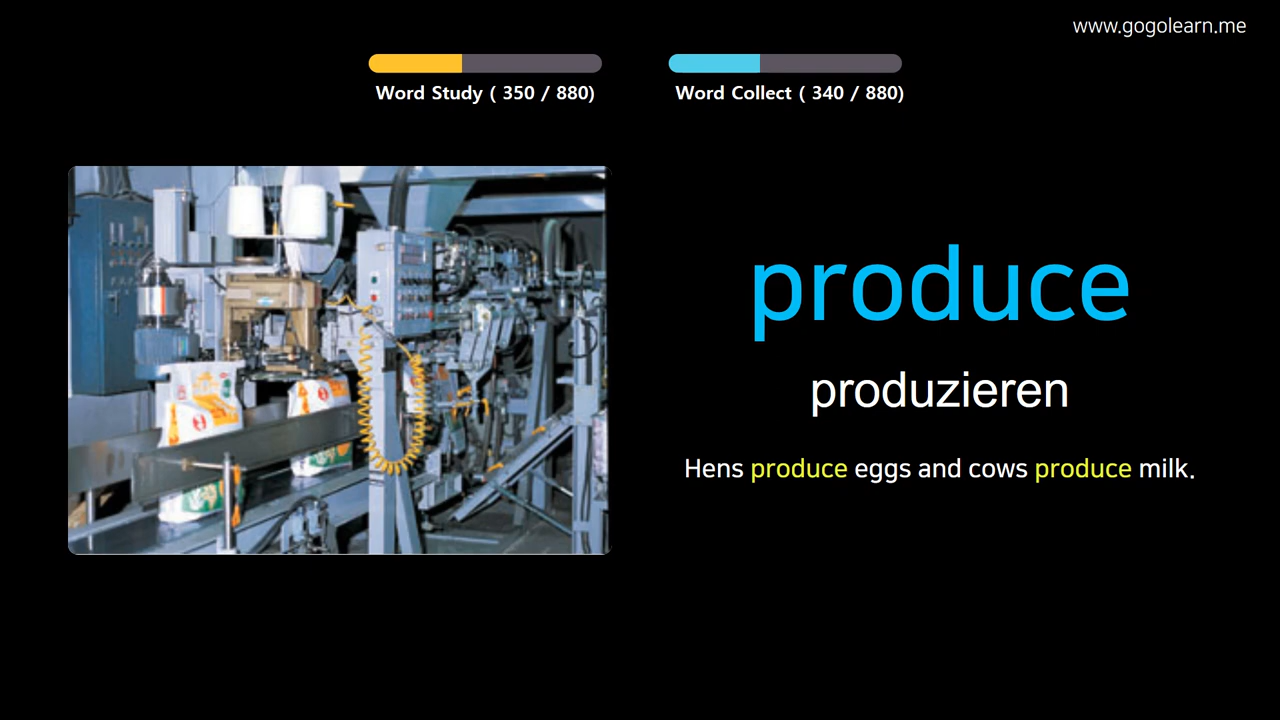 www.gogolearn.me
Word Study ( 350 / 880)
Word Collect ( 340 / 880)
produce
produzieren
Hens produce eggs and cows produce milk.